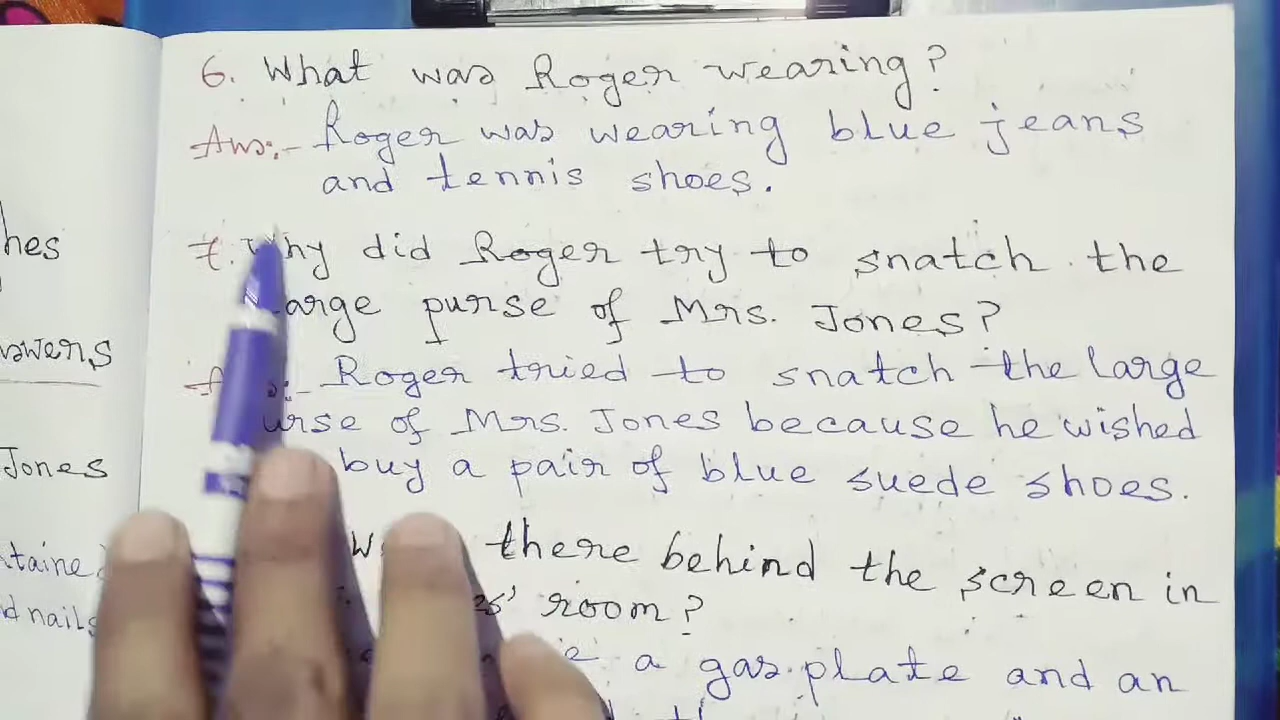 hes
swers
Jones
taine
d nails
6. What was Roger wearing?
Ans:- Roger was wearing blue jeans
and tennis shoes.
7. Why did Roger try to snatch the
large purse of Mrs. Jones?
Ans:- Roger tried to snatch the large
urse of Mrs. Jones because he wished
buy a pair of blue suede shoes.
there behind the screen in
room?
a gas plate and an